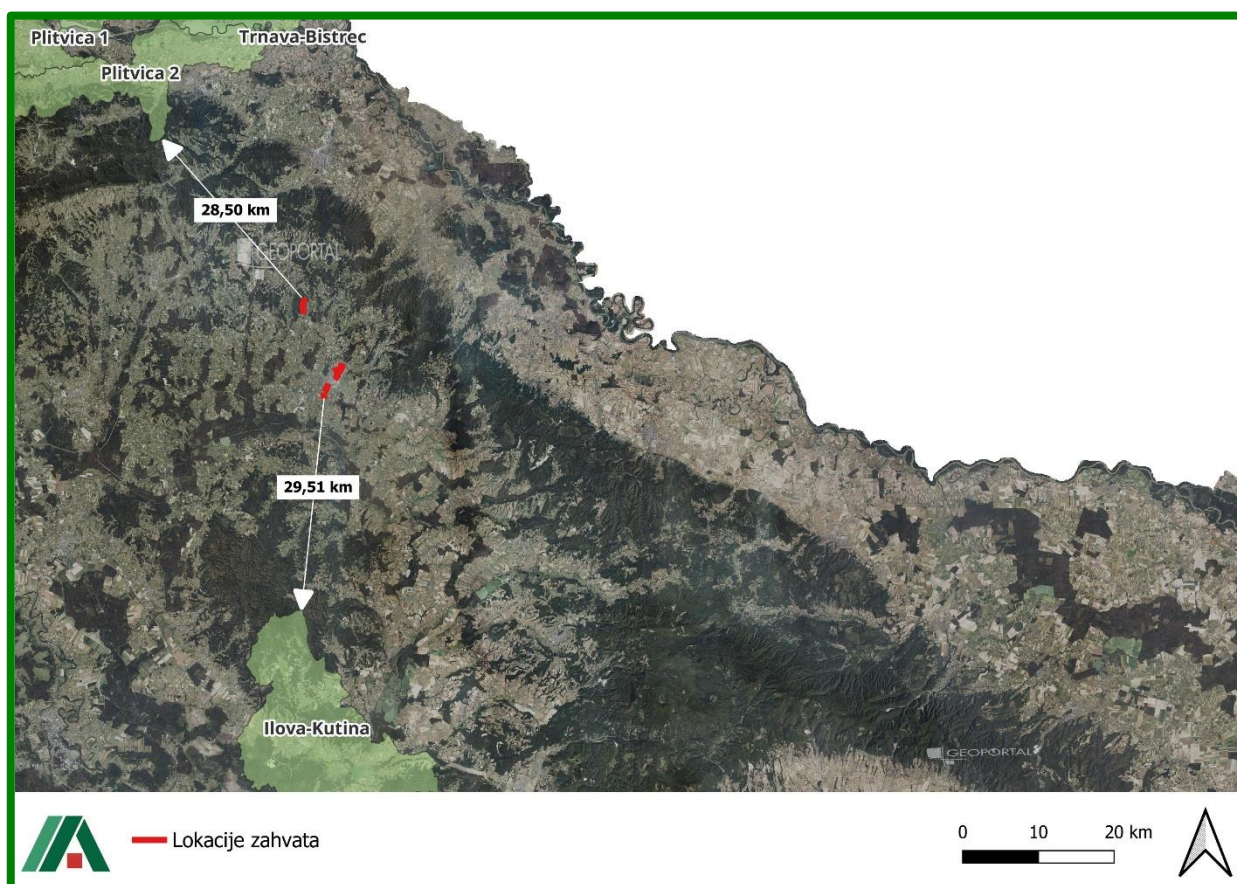 Plitvica 1
Trnava-Bistrec
Plitvica 2
28,50 km
GEOPORTAL
29,51 km
Ilova-Kutina
GEOPORTAL
Lokacije zahvata
0 10 20 km